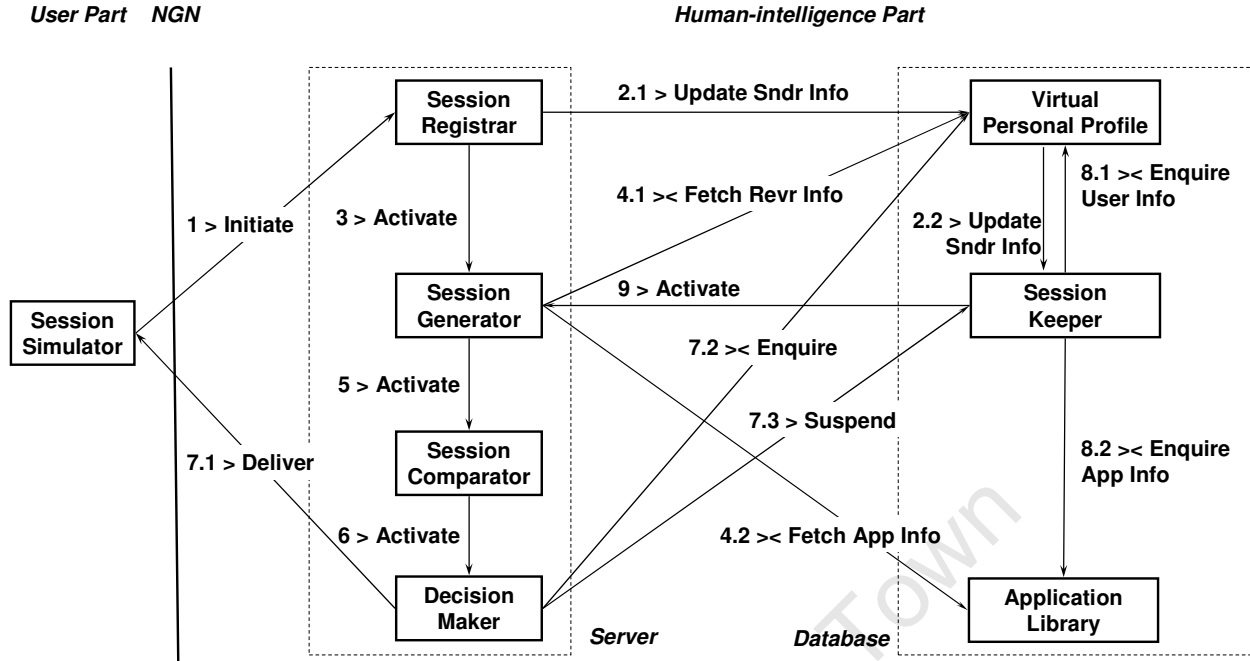 User Part NGN Human-intelligence Part
Session
Registrar
2.1 > Update Sndr Info
Virtual
Personal Profile
1 > Initiate
3 > Activate
4.1 >< Fetch Revr Info
8.1 >< Enquire
User Info
2.2 > Update
Sndr Info
Session
Simulator
Session
Generator
9 > Activate
Session
Keeper
7.2 >< Enquire
5 > Activate
7.3 > Suspend
7.1 > Deliver
Session
Comparator
8.2 >< Enquire
App Info
6 > Activate
4.2 >< Fetch App Info
Decision
Maker
Application
Library
Server
Database
Town